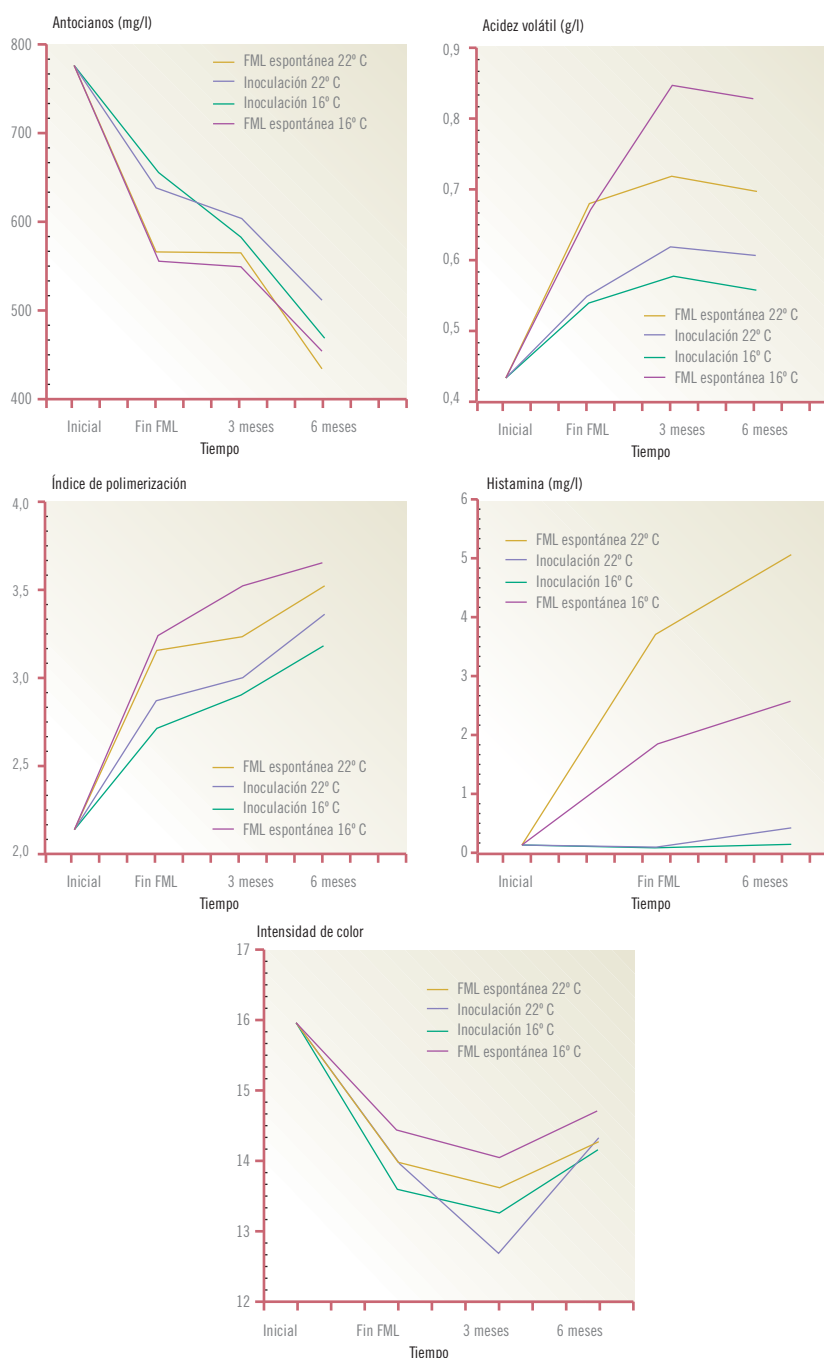 Antocianos (mg/l)
800
700
600
500
400
FML espontánea 22º C
Inoculación 22º C
Inoculación 16º C
FML espontánea 16º C
Inicial Fin FML 3 meses 6 meses
Tiempo
Acidez volátil (g/l)
0,9
0,8
0,7
0,6
0,5
0,4
FML espontánea 22º C
Inoculación 22º C
Inoculación 16º C
FML espontánea 16º C
Inicial Fin FML 3 meses 6 meses
Tiempo
Índice de polimerización
4,0
3,5
3,0
2,5
2,0
FML espontánea 22º C
Inoculación 22º C
Inoculación 16º C
FML espontánea 16º C
Inicial Fin FML 3 meses 6 meses
Tiempo
Histamina (mg/l)
6
5
4
3
2
1
0
FML espontánea 22º C
Inoculación 22º C
Inoculación 16º C
FML espontánea 16º C
Inicial Fin FML 6 meses
Tiempo
Intensidad de color
17
16
15
14
13
12
FML espontánea 22º C
Inoculación 22º C
Inoculación 16º C
FML espontánea 16º C
Inicial Fin FML 3 meses 6 meses
Tiempo